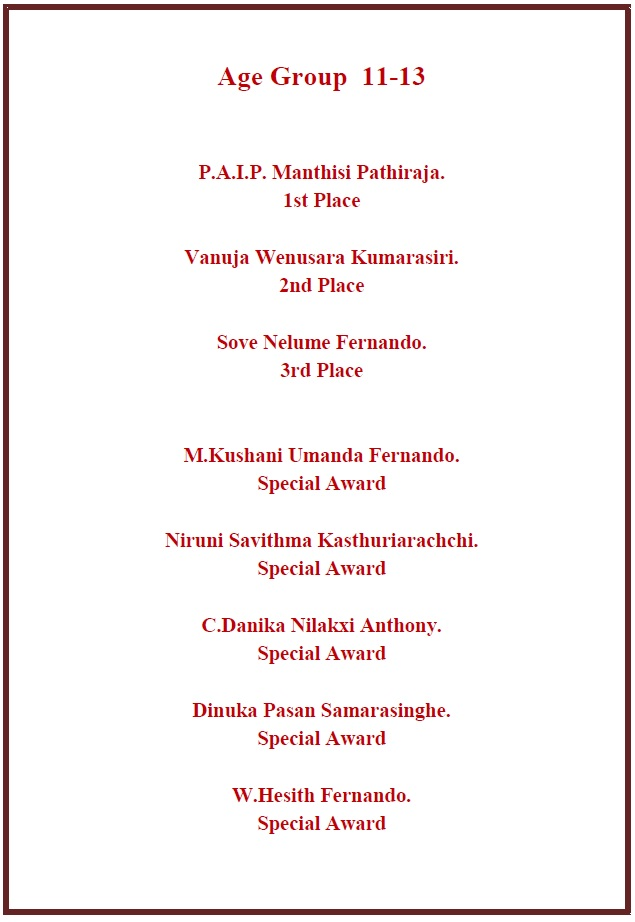 Age Group  11-13
P.A.I.P. Manthisi Pathiraja.
1st Place
Vanuja Wenusara Kumarasiri.
2nd Place
Sove Nelume Fernando.
3rd Place
M.Kushani Umanda Fernando.
Special Award
Niruni Savithma Kasthuriarachchi.
Special Award
C.Danika Nilakxi Anthony.
Special Award
Dinuka Pasan Samarasinghe.
Special Award
W.Hesith Fernando.
Special Award